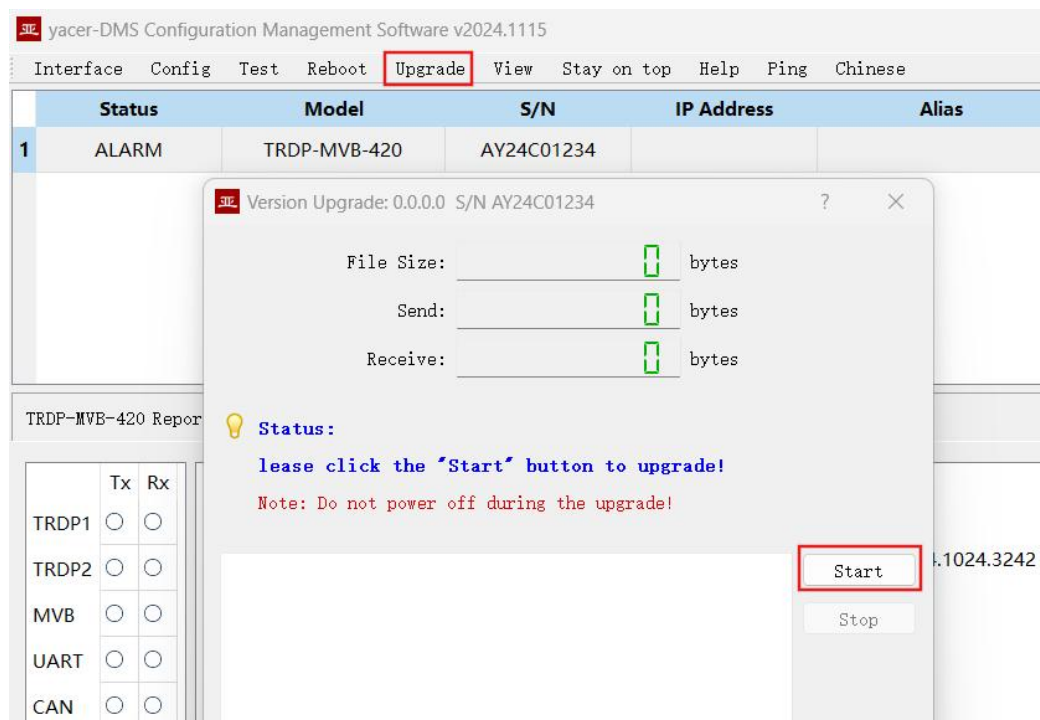 亚 yacer-DMS Configuration Management Software v2024.1115
Interface Config Test Reboot Upgrade View Stay on top Help Ping Chinese
Status Model S/N IP Address Alias
1 ALARM TRDP-MVB-420 AY24C01234
亚 Version Upgrade: 0.0.0.0 S/N AY24C01234 ?
File Size: 0 bytes
Send: 0 bytes
Receive: 0 bytes
TRDP-MVB-420 Repor
Status:
lease click the "Start" button to upgrade!
Note: Do not power off during the upgrade!
Tx Rx
TRDP1
TRDP2
MVB
UART
CAN
Start
.1024.3242
Stop